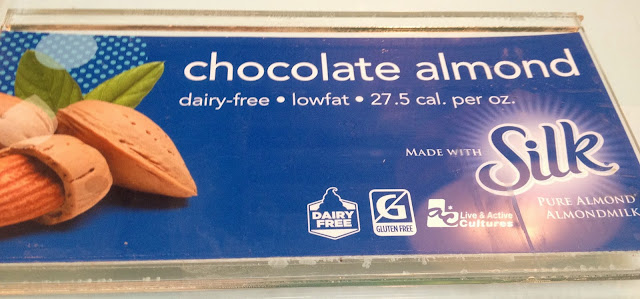 chocolate almond
dairy-free • lowfat • 27.5 cal. per oz.
MADE WITH Silk
PURE ALMOND
ALMONDMILK
DAIRY
FREE
G
GLUTEN FREE
ac Live & Active
Cultures